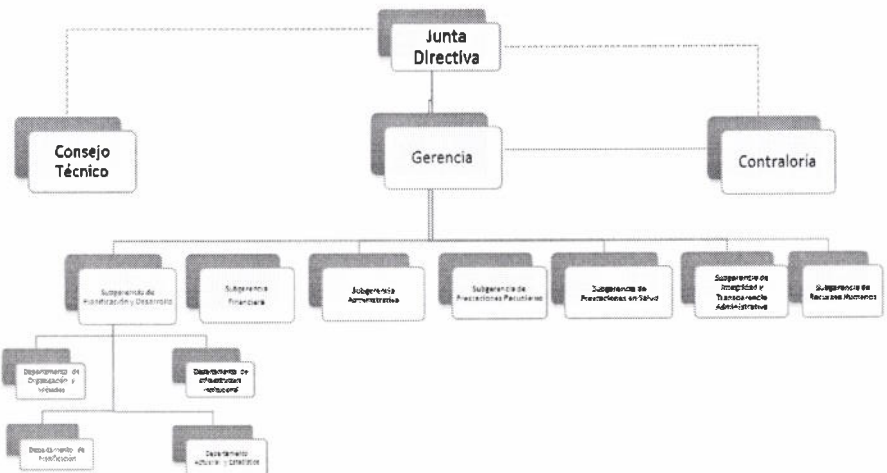 Junta
Directiva
Consejo
Técnico
Gerencia
Contraloria
Subgerencia de
Planificación y Desarrollo
Subgerencia
Financiera
Subgerencia
Administrativa
Subgerencia de
Prestaciones Pecuniarias
Subgerencia de
Prestaciones en Salud
Subgerencia de
Integridad y
Transparencia
Administrativa
Subgerencia de
Recursos Humanos
Departamento de
Organización y
Métodos
Departamento de
Infraestructura
Institucional
Departamento de
Planificación
Departamento
Actuarial y Estadístico